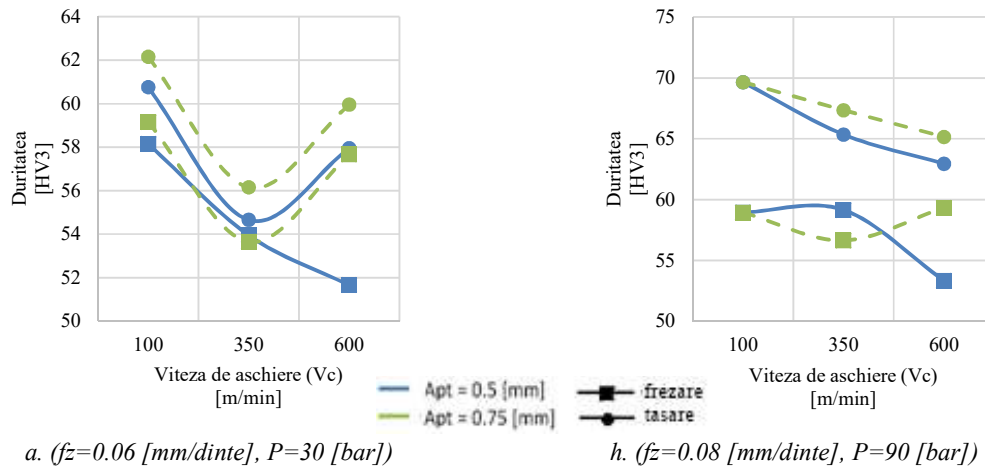 64
62
60
58
56
54
52
50
Duritatea
[HV3]
100 350 600
Viteza de aschiere (Vc)
[m/min]
75
70
65
60
55
50
Duritatea
[HV3]
100 350 600
Viteza de aschiere (Vc)
[m/min]
Apt = 0.5 [mm]
Apt = 0.75 [mm]
frezare
tasare
a. (fz=0.06 [mm/dinte], P=30 [bar])
h. (fz=0.08 [mm/dinte], P=90 [bar])